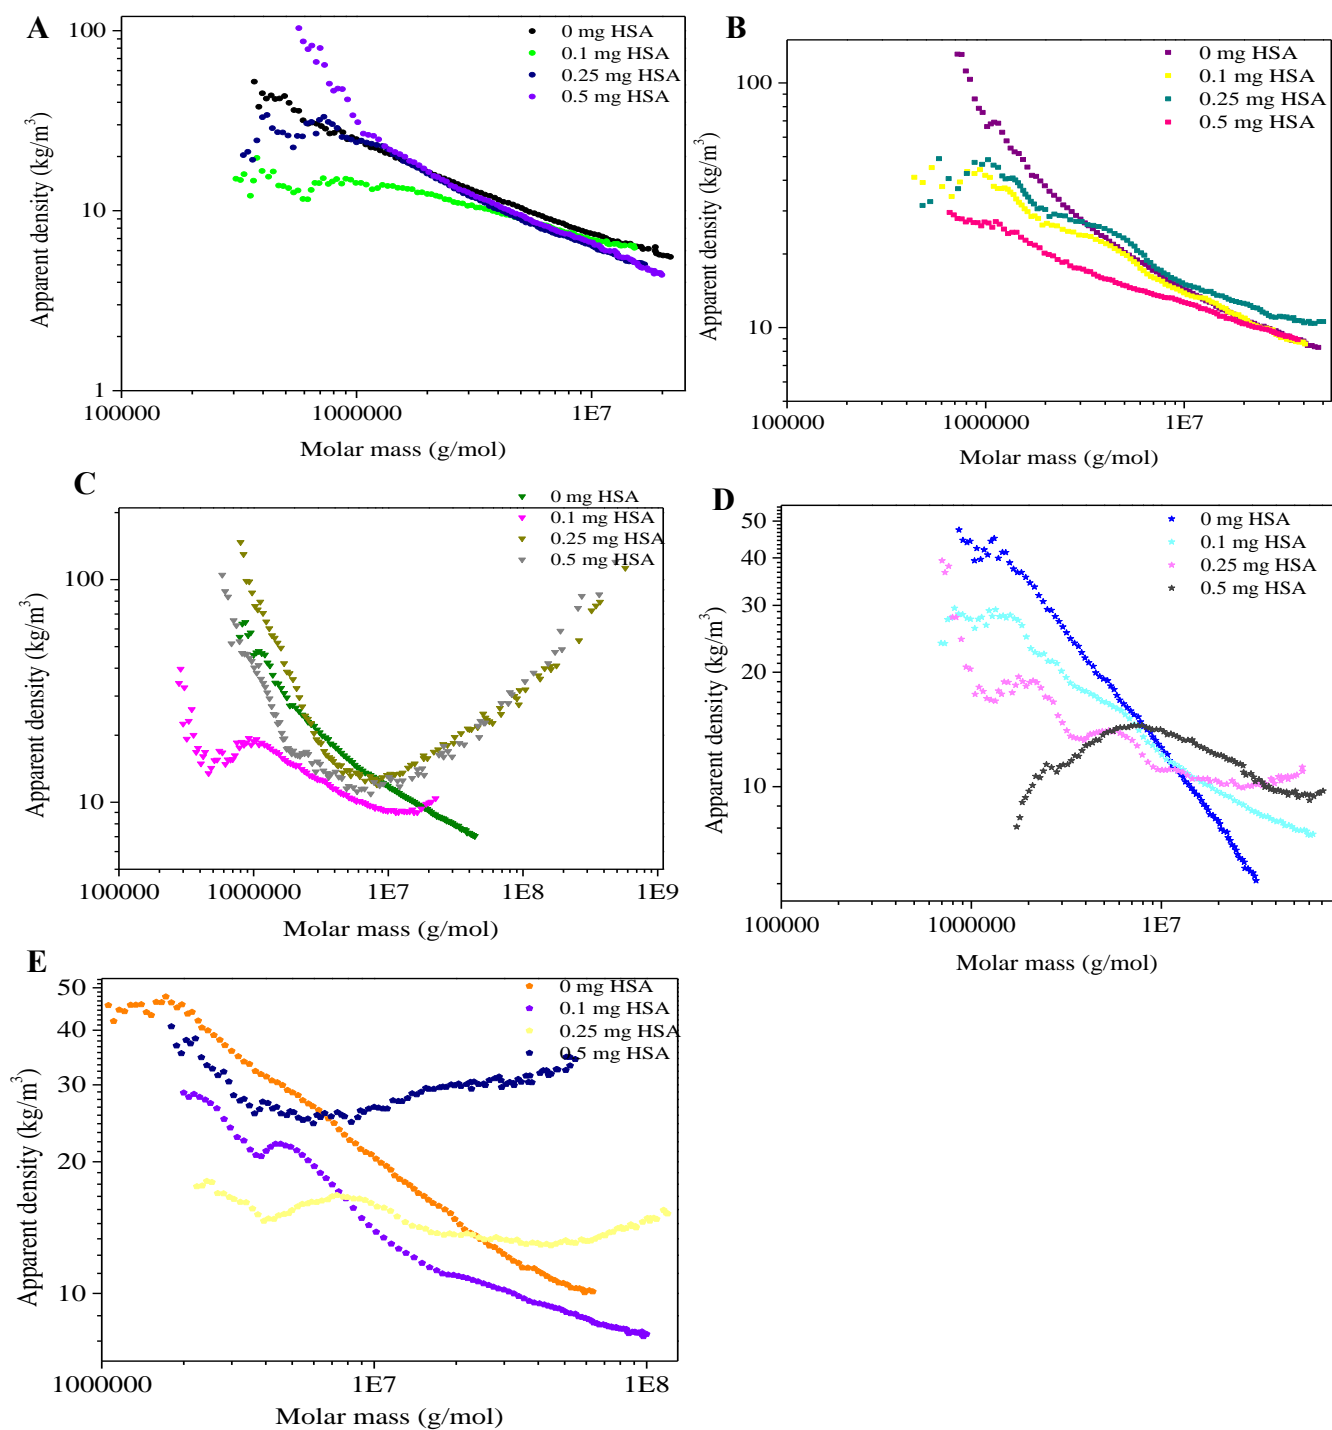 A
100
10
1
Apparent density (kg/m³)
0 mg HSA
0.1 mg HSA
0.25 mg HSA
0.5 mg HSA
100000
1000000
1E7
Molar mass (g/mol)
B
100
10
Apparent density (kg/m³)
0 mg HSA
0.1 mg HSA
0.25 mg HSA
0.5 mg HSA
100000
1000000
1E7
Molar mass (g/mol)
C
100
10
Apparent density (kg/m³)
0 mg HSA
0.1 mg HSA
0.25 mg HSA
0.5 mg HSA
100000
1000000
1E7
1E8
1E9
Molar mass (g/mol)
D
50
40
30
20
10
Apparent density (kg/m³)
0 mg HSA
0.1 mg HSA
0.25 mg HSA
0.5 mg HSA
100000
1000000
1E7
Molar mass (g/mol)
E
50
40
30
20
10
Apparent density (kg/m³)
0 mg HSA
0.1 mg HSA
0.25 mg HSA
0.5 mg HSA
1000000
1E7
1E8
Molar mass (g/mol)